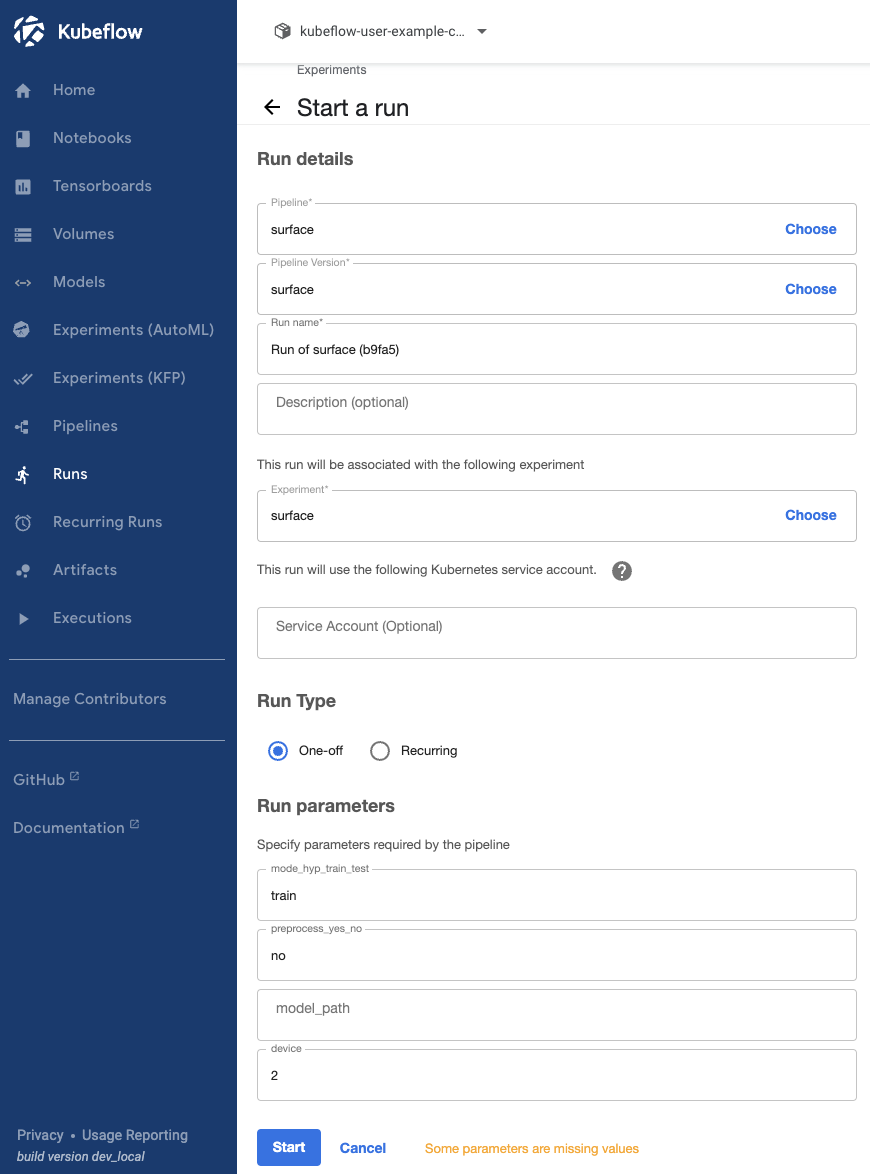 Kubeflow
Home
Notebooks
Tensorboards
Volumes
Models
Experiments (AutoML)
Experiments (KFP)
Pipelines
Runs
Recurring Runs
Artifacts
Executions
Manage Contributors
GitHub
Documentation
Privacy • Usage Reporting
build version dev_local
kubeflow-user-example-c...
Experiments
Start a run
Run details
Pipeline*
surface Choose
Pipeline Version*
surface Choose
Run name*
Run of surface (b9fa5)
Description (optional)
This run will be associated with the following experiment
Experiment*
surface Choose
This run will use the following Kubernetes service account. ?
Service Account (Optional)
Run Type
One-off Recurring
Run parameters
Specify parameters required by the pipeline
mode_hyp_train_test
train
preprocess_yes_no
no
model_path
device
2
Start Cancel Some parameters are missing values